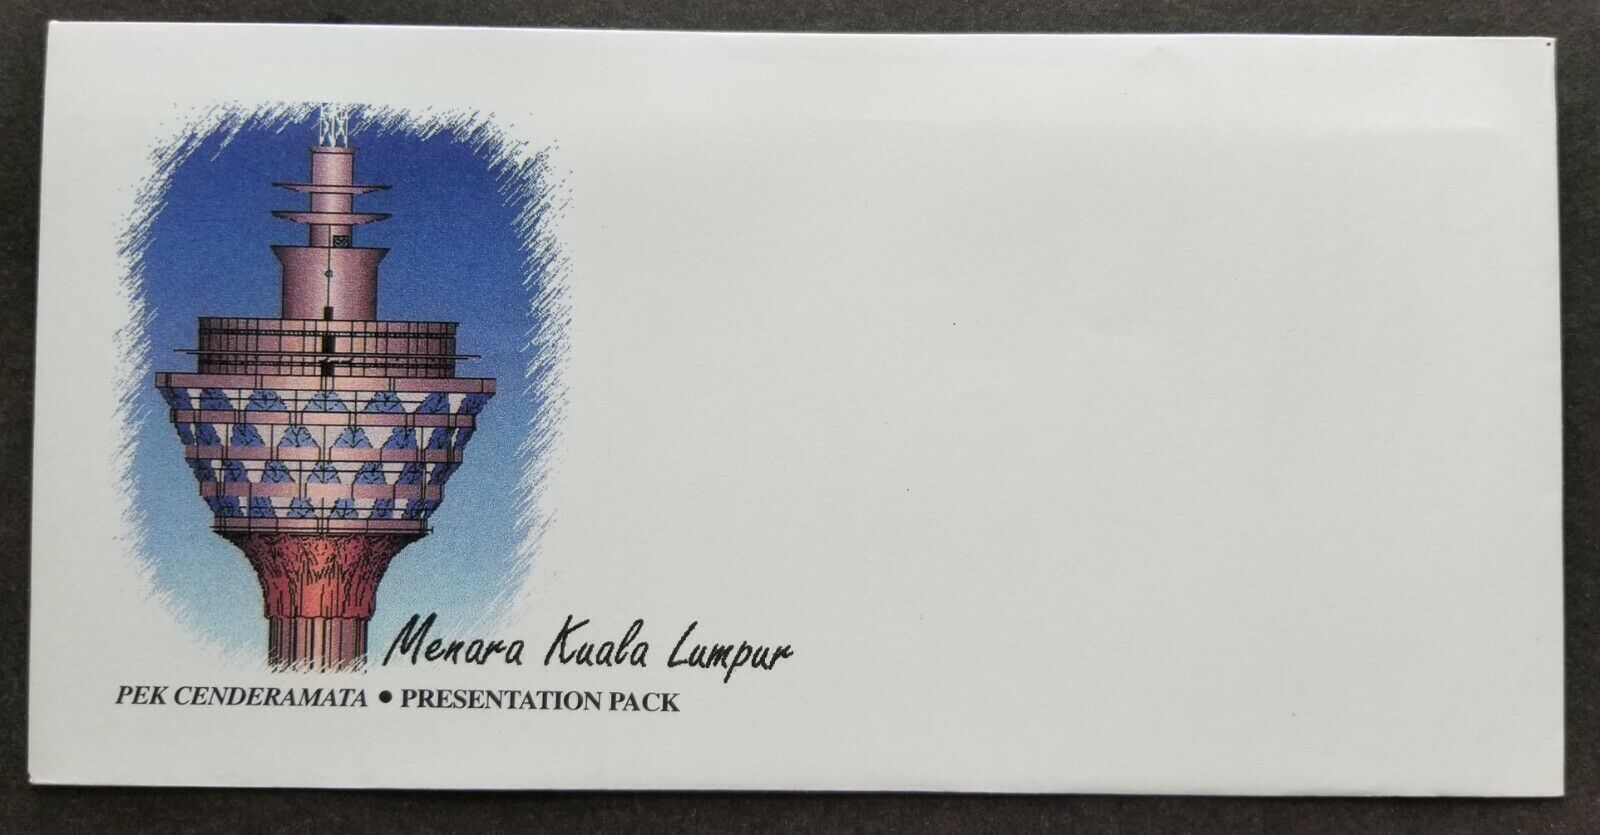 Menara Kuala Lumpur
PEK CENDERAMATA • PRESENTATION PACK